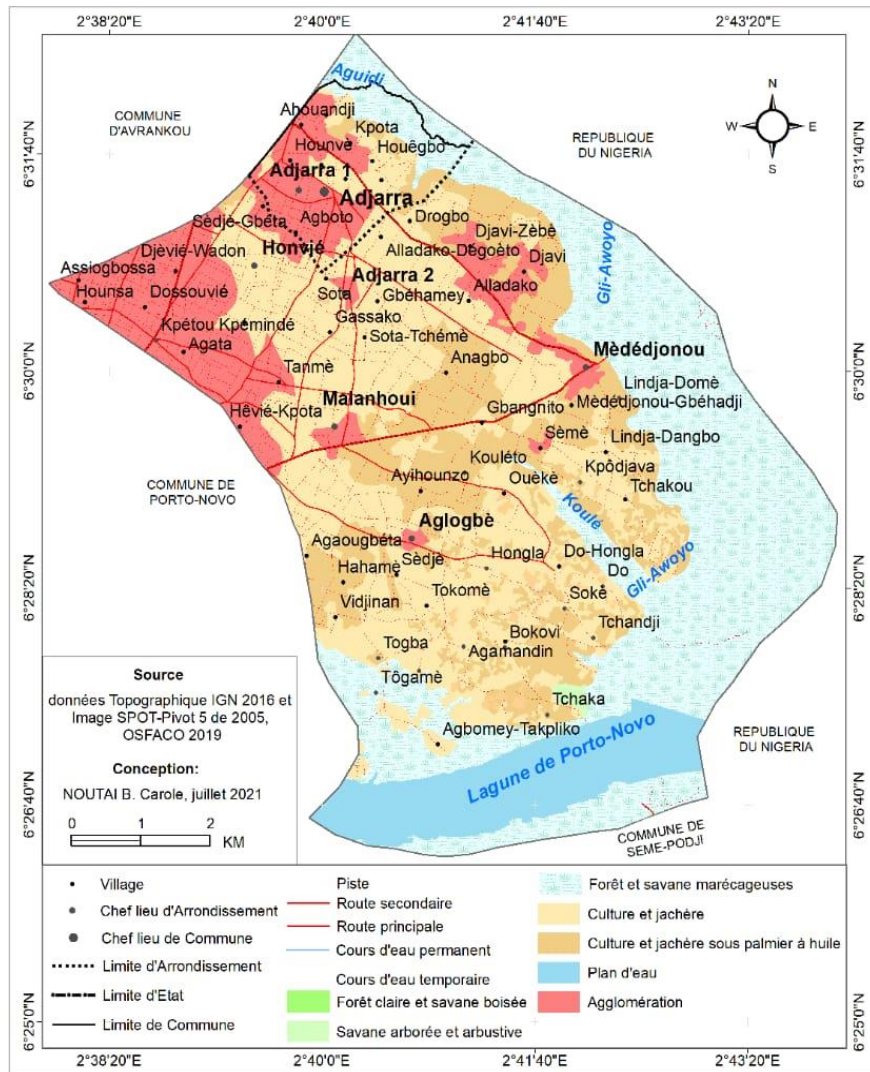 2°38'20"E
2°40'0"E
2°41'40"E
2°43'20"E
Aguidi
N
W
E
S
COMMUNE
D'AVRANKOU
REPUBLIQUE
DU NIGERIA
6°31'40"N
6°31'40"N
Ahouandji
Kpota
Hounvè
Houêgbo
Adjarra 1
Adjarra
Sèdjè-Gbéta
Agboto
Drogbo
Djavi-Zèbè
Honvjé
Alladako-Dégoèto
Djèvié-Wadon
Djavi
Gli-Awoyo
Assiogbossa
Adjarra 2
Alladako
Hounsa
Dossouvié
Sota
Gbéhamey
Kpétou Kpémindé
Gassako
Agata
Sota-Tchémè
6°30'0"N
Anagbo
Mèdédjonou
6°30'0"N
Tanmè
Lindja-Domè
Malanhoui
Mèdédjonou-Gbéhadji
Hêvié-Kpota
Gbangnito
Sèmè
Lindja-Dangbo
COMMUNE DE
PORTO-NOVO
Kouléto
Kpôdjava
Ayihounzo
Ouèkè
Tchakou
Koulé
Aglogbè
Agaougbéta
Sèdjè
Hongla
Do-Hongla
6°28'20"N
Hahamè
Do
Gli-Awoyo
6°28'20"N
Vidjinan
Tokomè
Sokè
Tchandji
Togba
Bokovi
Agamandin
Tôgamè
Tchaka
Agbomey-Takpliko
Lagune de Porto-Novo
REPUBLIQUE
DU NIGERIA
6°26'40"N
6°26'40"N
COMMUNE DE
SEME-PODJI
Source
données Topographique IGN 2016 et
Image SPOT-Pivot 5 de 2005,
OSFACO 2019
Conception:
NOUTAI B. Carole, juillet 2021
0 1 2
KM
Village
Chef lieu d'Arrondissement
Chef lieu de Commune
Limite d'Arrondissement
Limite d'Etat
Limite de Commune
Piste
Route secondaire
Route principale
Cours d'eau permanent
Cours d'eau temporaire
Forêt claire et savane boisée
Savane arborée et arbustive
Forêt et savane marécageuses
Culture et jachère
Culture et jachère sous palmier à huile
Plan d'eau
Agglomération
6°25'0"N
6°25'0"N
2°38'20"E
2°40'0"E
2°41'40"E
2°43'20"E